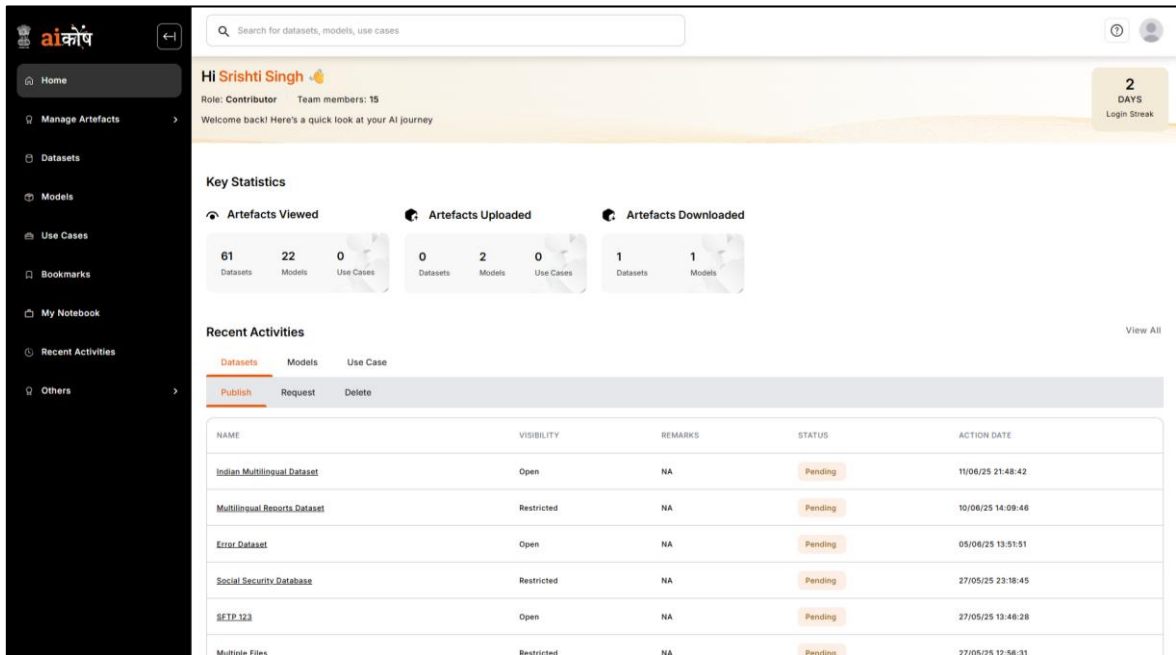 aiकोष
Home
Manage Artefacts
Datasets
Models
Use Cases
Bookmarks
My Notebook
Recent Activities
Others
Search for datasets, models, use cases
Hi Srishti Singh
Role: Contributor Team members: 15
Welcome back! Here's a quick look at your AI journey
2
DAYS
Login Streak
Key Statistics
Artefacts Viewed
61 22 0
Datasets Models Use Cases
Artefacts Uploaded
0 2 0
Datasets Models Use Cases
Artefacts Downloaded
1 1
Datasets Models
Recent Activities View All
Datasets Models Use Case
Publish Request Delete
NAME VISIBILITY REMARKS STATUS ACTION DATE
Indian Multilingual Dataset Open NA Pending 11/06/25 21:48:42
Multilingual Reports Dataset Restricted NA Pending 10/06/25 14:09:46
Error Dataset Open NA Pending 05/06/25 13:51:51
Social Security Database Restricted NA Pending 27/05/25 23:18:45
SFTP 123 Open NA Pending 27/05/25 13:46:28
Multiple Files Restricted NA Pending 27/05/25 12:56:31